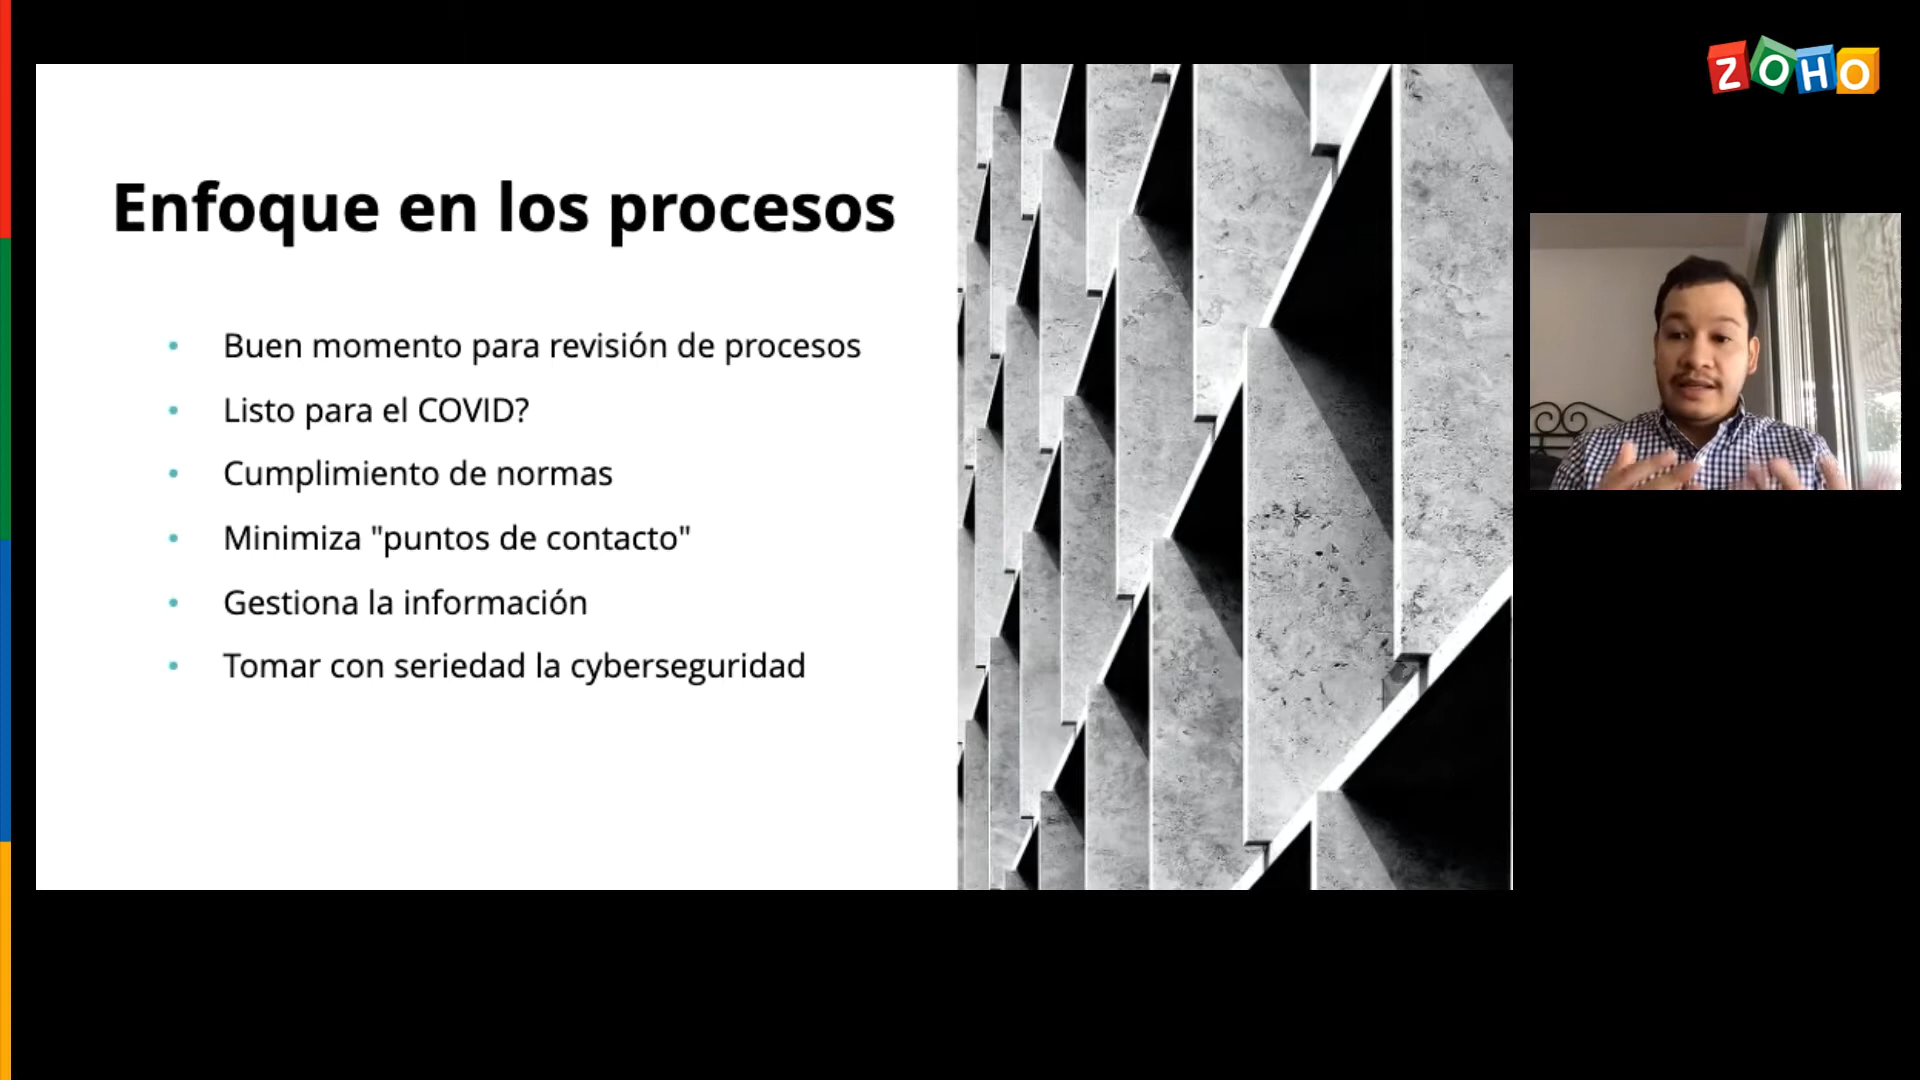 ZOHO
Enfoque en los procesos
Buen momento para revisión de procesos
Listo para el COVID?
Cumplimiento de normas
Minimiza "puntos de contacto"
Gestiona la información
Tomar con seriedad la cyberseguridad